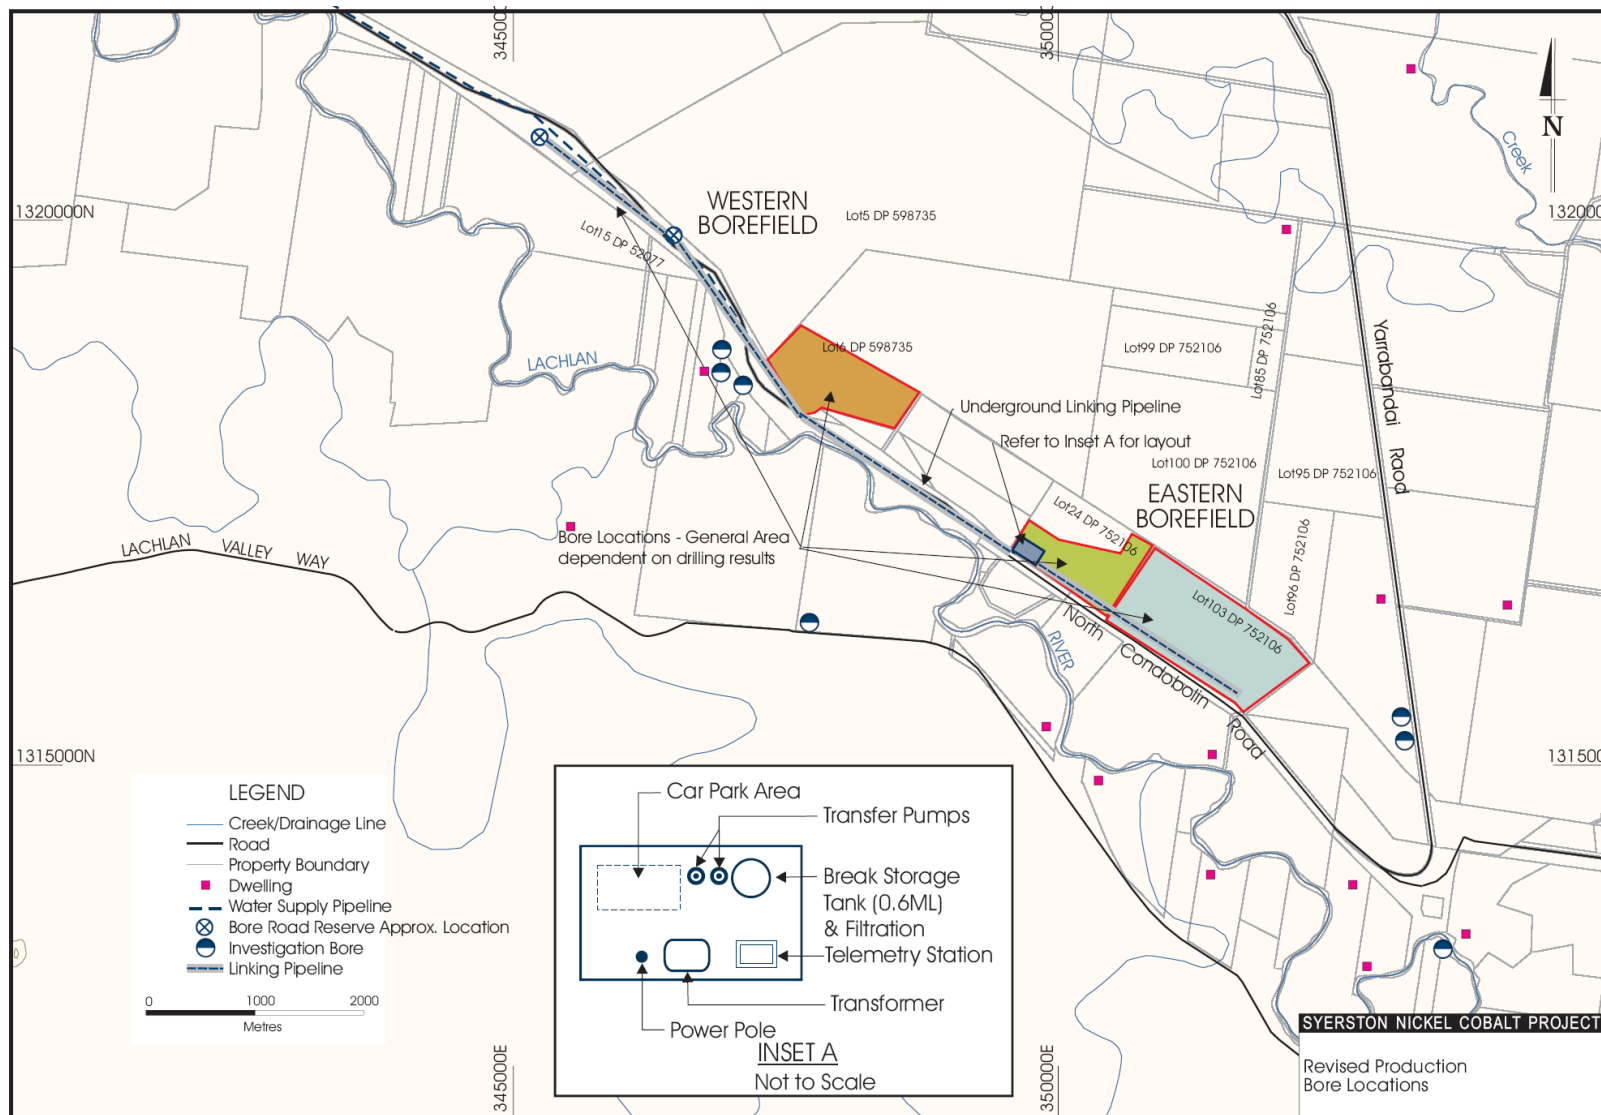 345000E
350000E
N
Creek
1320000N
WESTERN
BOREFIELD
Lot5 DP 598735
Lot15 DP 52077
Lot6 DP 598735
Lot99 DP 752106
Lot85 DP 752106
Yarrabandai Raod
LACHLAN
Underground Linking Pipeline
Refer to Inset A for layout
Lot100 DP 752106
Lot95 DP 752106
EASTERN
BOREFIELD
Lot24 DP 752106
Lot96 DP 752106
Bore Locations - General Area
dependent on drilling results
LACHLAN VALLEY WAY
Lot103 DP 752106
RIVER
North Condobolin Road
1315000N
LEGEND
Creek/Drainage Line
Road
Property Boundary
Dwelling
Water Supply Pipeline
Bore Road Reserve Approx. Location
Investigation Bore
Linking Pipeline
0 1000 2000
Metres
Car Park Area
Transfer Pumps
Break Storage
Tank (0.6ML)
& Filtration
Telemetry Station
Transformer
Power Pole
INSET A
Not to Scale
345000E
350000E
SYERSTON NICKEL COBALT PROJECT
Revised Production
Bore Locations